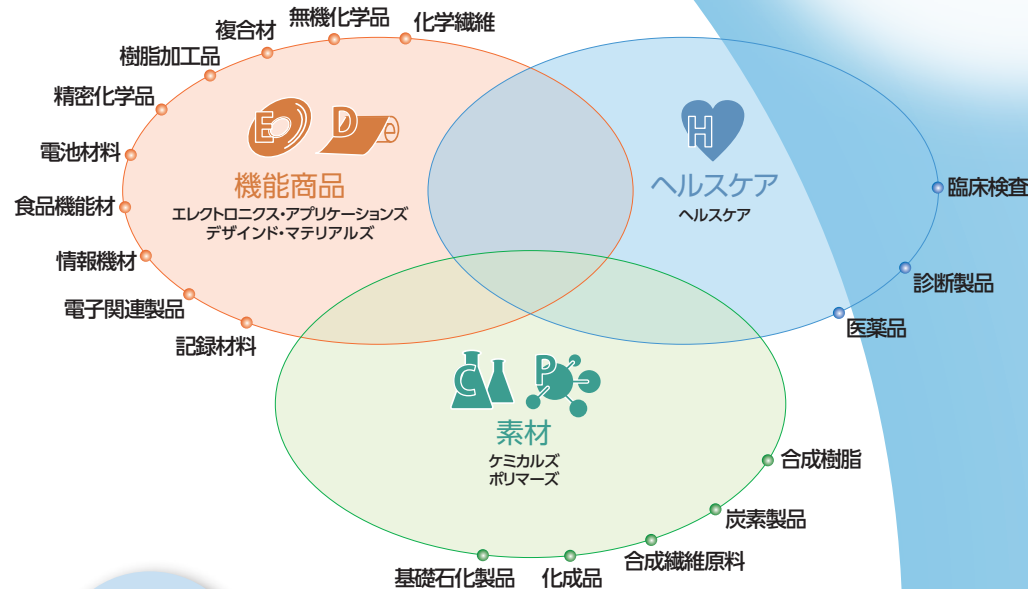 無機化学品
化学繊維
複合材
樹脂加工品
精密化学品
電池材料
食品機能材
情報機材
電子関連製品
記録材料
E
D
e
機能商品
エレクトロニクス・アプリケーションズ
デザインド・マテリアルズ
H
ヘルスケア
ヘルスケア
臨床検査
診断製品
医薬品
C
P
素材
ケミカルズ
ポリマーズ
合成樹脂
炭素製品
合成繊維原料
化成品
基礎石化製品